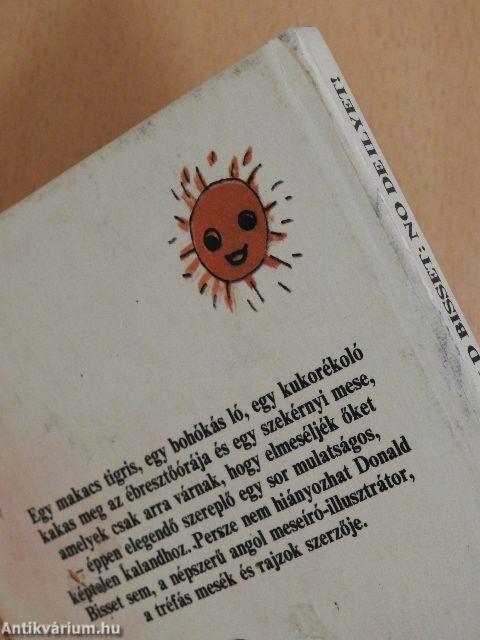 D BISSET: NO DE ILYET!
Egy makacs tigris, egy bohókás ló, egy kukorékoló
kakas meg az ébresztőórája és egy szekérnyi mese,
amelyek csak arra várnak, hogy elmeséljék őket
– éppen elegendő szereplő egy sor mulatságos,
képtelen kalandhoz. Persze nem hiányozhat Donald
Bisset sem, a népszerű angol meseíró-illusztrátor,
a tréfás mesék és rajzok szerzője.
Antikvárium.hu